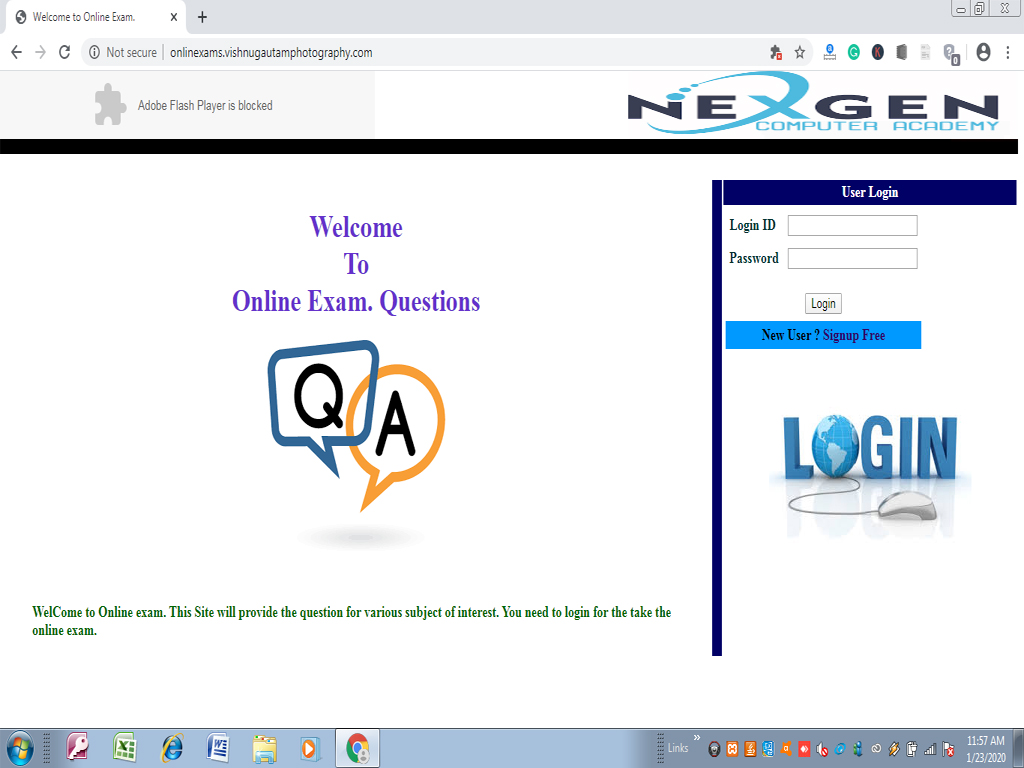 Welcome to Online Exam.
Not secure
onlinexams.vishnugautamphotography.com
0
Adobe Flash Player is blocked
NEXGEN
COMPUTER ACADEMY
User Login
Welcome
To
Online Exam. Questions
Login ID
Password
Login
New User ? Signup Free
Q
A
LOGIN
WelCome to Online exam. This Site will provide the question for various subject of interest. You need to login for the take the
online exam.
Links
11:57 AM
1/23/2020